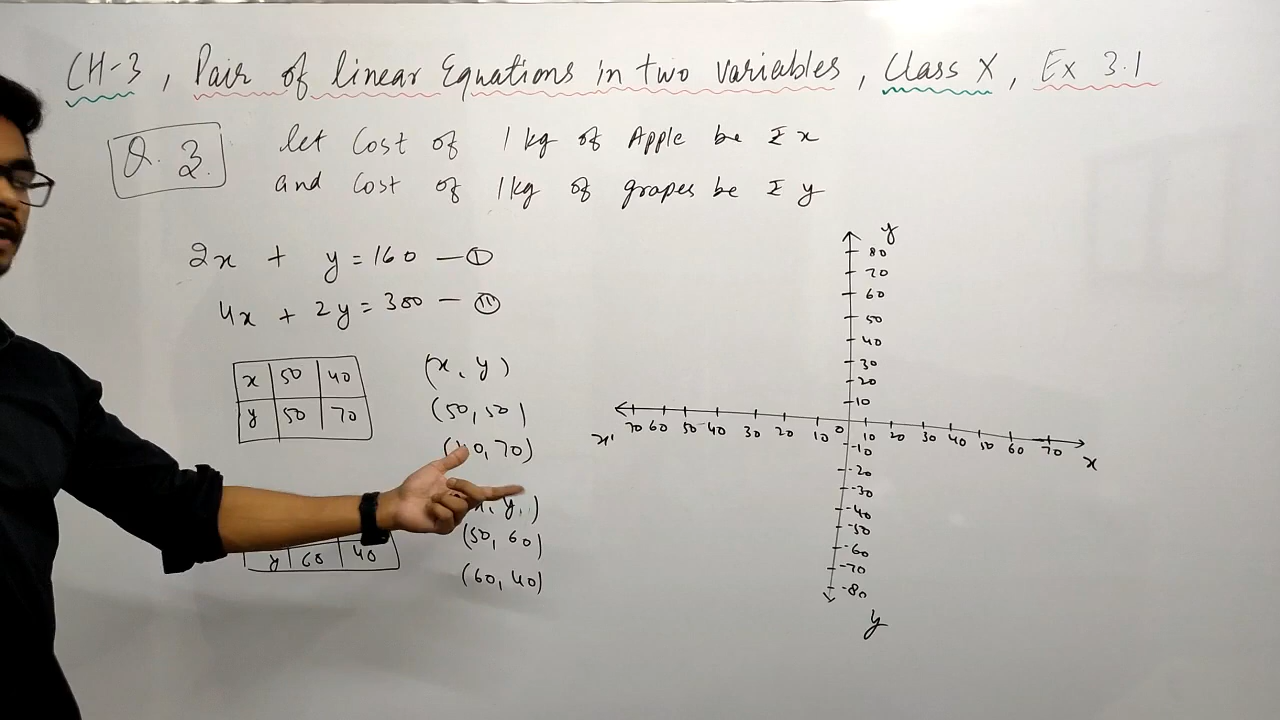 CH-3, Pair of linear Equations in two variables, Class X, Ex 3.1
Q. 3.
let Cost of 1 kg of Apple be ₹ x
and Cost of 1kg of grapes be ₹ y
2x + y = 160 — (I)
4x + 2y = 300 — (II)
x 50 40
y 50 70
(x, y)
(50, 50)
0, 70)
y 60 40
, y,)
(50, 60)
(60, 40)
y
80
70
60
50
40
30
20
10
x' 70 60 50 40 30 20 10 0 10 20 30 40 50 60 70 x
-10
-20
-30
-40
-50
-60
-70
-80
y